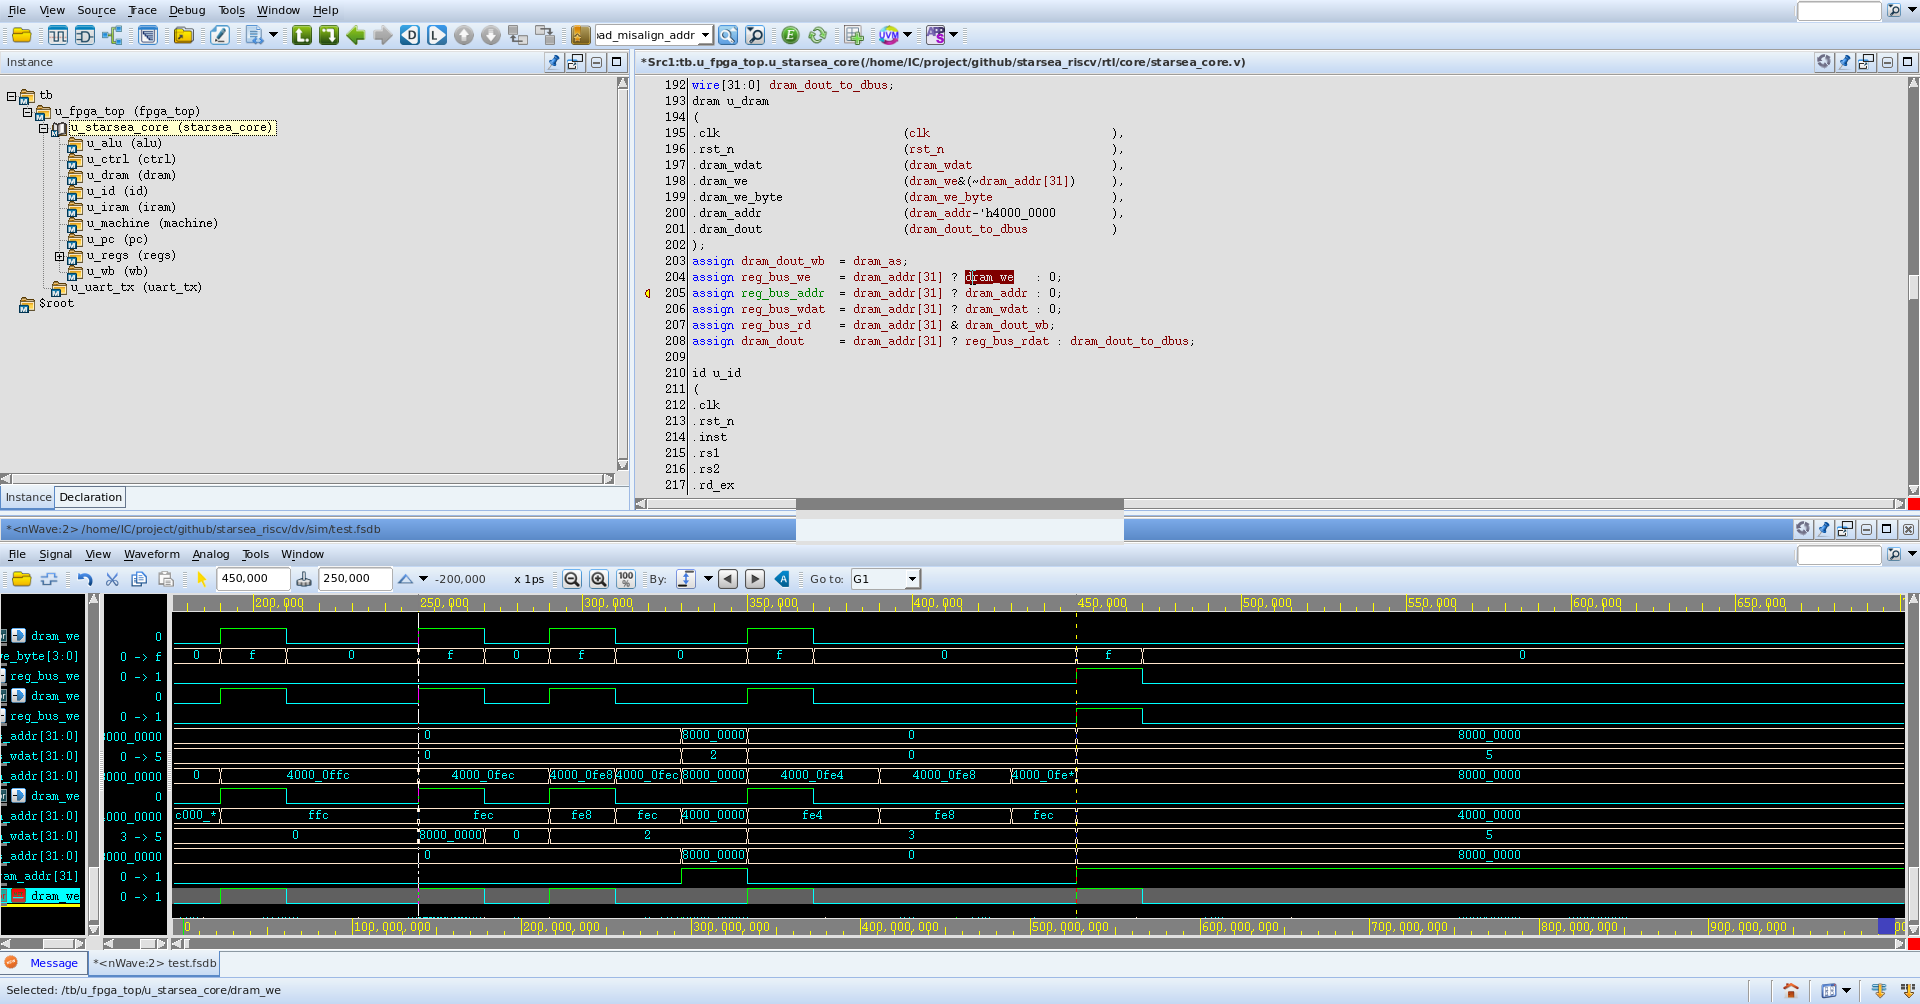 File View Source Trace Debug Tools Window Help
ad_misalign_addr
Instance
*Src1:tb.u_fpga_top.u_starsea_core(/home/IC/project/github/starsea_riscv/rtl/core/starsea_core.v)
tb
u_fpga_top (fpga_top)
u_starsea_core (starsea_core)
u_alu (alu)
u_ctrl (ctrl)
u_dram (dram)
u_id (id)
u_iram (iram)
u_machine (machine)
u_pc (pc)
u_regs (regs)
u_wb (wb)
u_uart_tx (uart_tx)
$root
Instance Declaration
192 wire[31:0] dram_dout_to_dbus;
193 dram u_dram
194 (
195 .clk (clk ),
196 .rst_n (rst_n ),
197 .dram_wdat (dram_wdat ),
198 .dram_we (dram_we&(~dram_addr[31]) ),
199 .dram_we_byte (dram_we_byte ),
200 .dram_addr (dram_addr-'h4000_0000 ),
201 .dram_dout (dram_dout_to_dbus )
202 );
203 assign dram_dout_wb = dram_as;
204 assign reg_bus_we = dram_addr[31] ? dram_we : 0;
205 assign reg_bus_addr = dram_addr[31] ? dram_addr : 0;
206 assign reg_bus_wdat = dram_addr[31] ? dram_wdat : 0;
207 assign reg_bus_rd = dram_addr[31] & dram_dout_wb;
208 assign dram_dout = dram_addr[31] ? reg_bus_rdat : dram_dout_to_dbus;
209
210 id u_id
211 (
212 .clk
213 .rst_n
214 .inst
215 .rs1
216 .rs2
217 .rd_ex
*<nWave:2> /home/IC/project/github/starsea_riscv/dv/sim/test.fsdb
File Signal View Waveform Analog Tools Window
450,000 250,000 -200,000 x 1ps 100% By: Go to: G1
200,000 250,000 300,000 350,000 400,000 450,000 500,000 550,000 600,000 650,000
dram_we 0
e_byte[3:0] 0 -> f 0 f 0 f 0 f 0 f 0 f 0
reg_bus_we 0 -> 1
dram_we 0
reg_bus_we 0 -> 1
_addr[31:0] 8000_0000 0 8000_0000 0 8000_0000
_wdat[31:0] 0 -> 5 0 2 0 5
_addr[31:0] 8000_0000 0 4000_0ffc 4000_0fec 4000_0fe8 4000_0fec 8000_0000 4000_0fe4 4000_0fe8 4000_0fe* 8000_0000
dram_we 0
_addr[31:0] 4000_0000 c000_* ffc fec fe8 fec 4000_0000 fe4 fe8 fec 4000_0000
_wdat[31:0] 3 -> 5 0 8000_0000 0 2 3 5
_addr[31:0] 8000_0000 0 8000_0000 0 8000_0000
am_addr[31] 0 -> 1
dram_we 0 -> 1
0 100,000,000 200,000,000 300,000,000 400,000,000 500,000,000 600,000,000 700,000,000 800,000,000 900,000,000
Message *<nWave:2> test.fsdb
Selected: /tb/u_fpga_top/u_starsea_core/dram_we